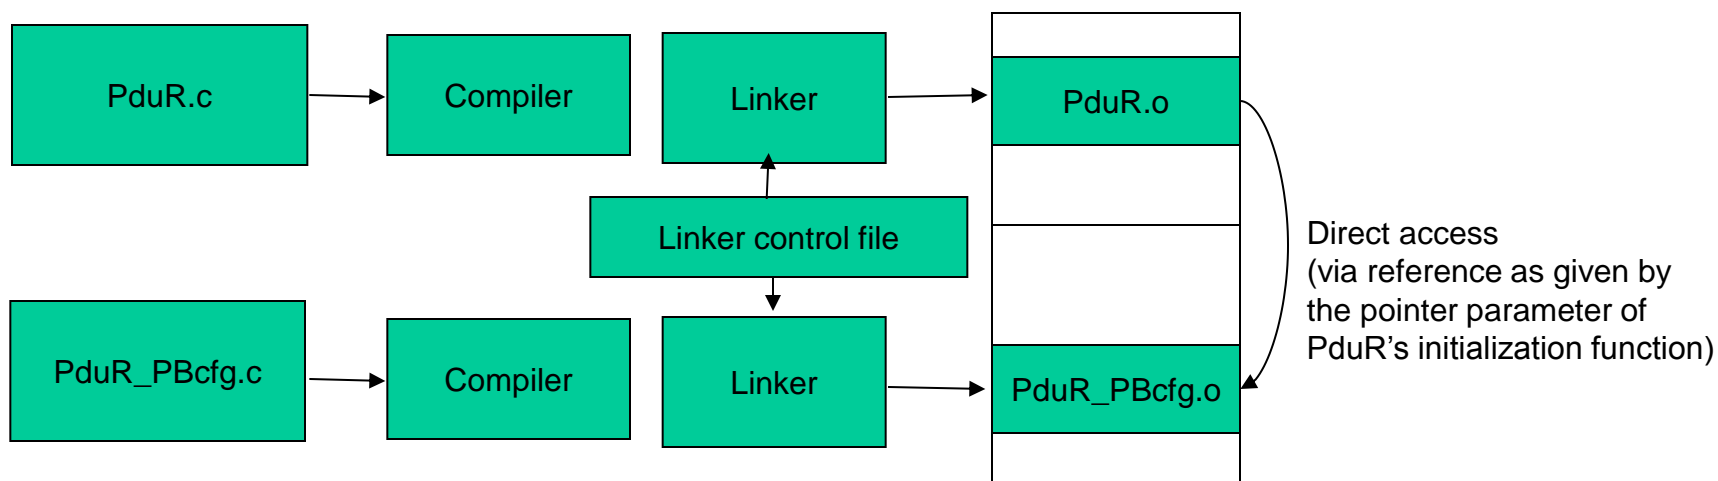 PduR.c
Compiler
Linker
PduR.o
Linker control file
Direct access
(via reference as given by
the pointer parameter of
PduR’s initialization function)
PduR_PBcfg.c
Compiler
Linker
PduR_PBcfg.o